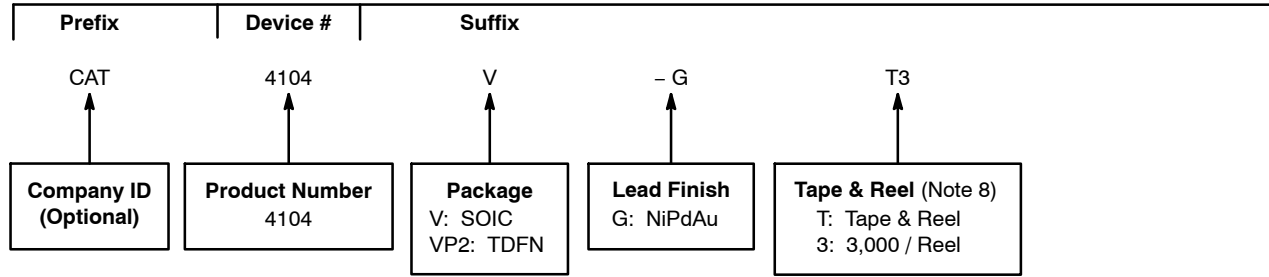 Prefix Device # Suffix
CAT 4104 V – G T3
Company ID
(Optional)
Product Number
4104
Package
V: SOIC
VP2: TDFN
Lead Finish
G: NiPdAu
Tape & Reel (Note 8)
T: Tape & Reel
3: 3,000 / Reel